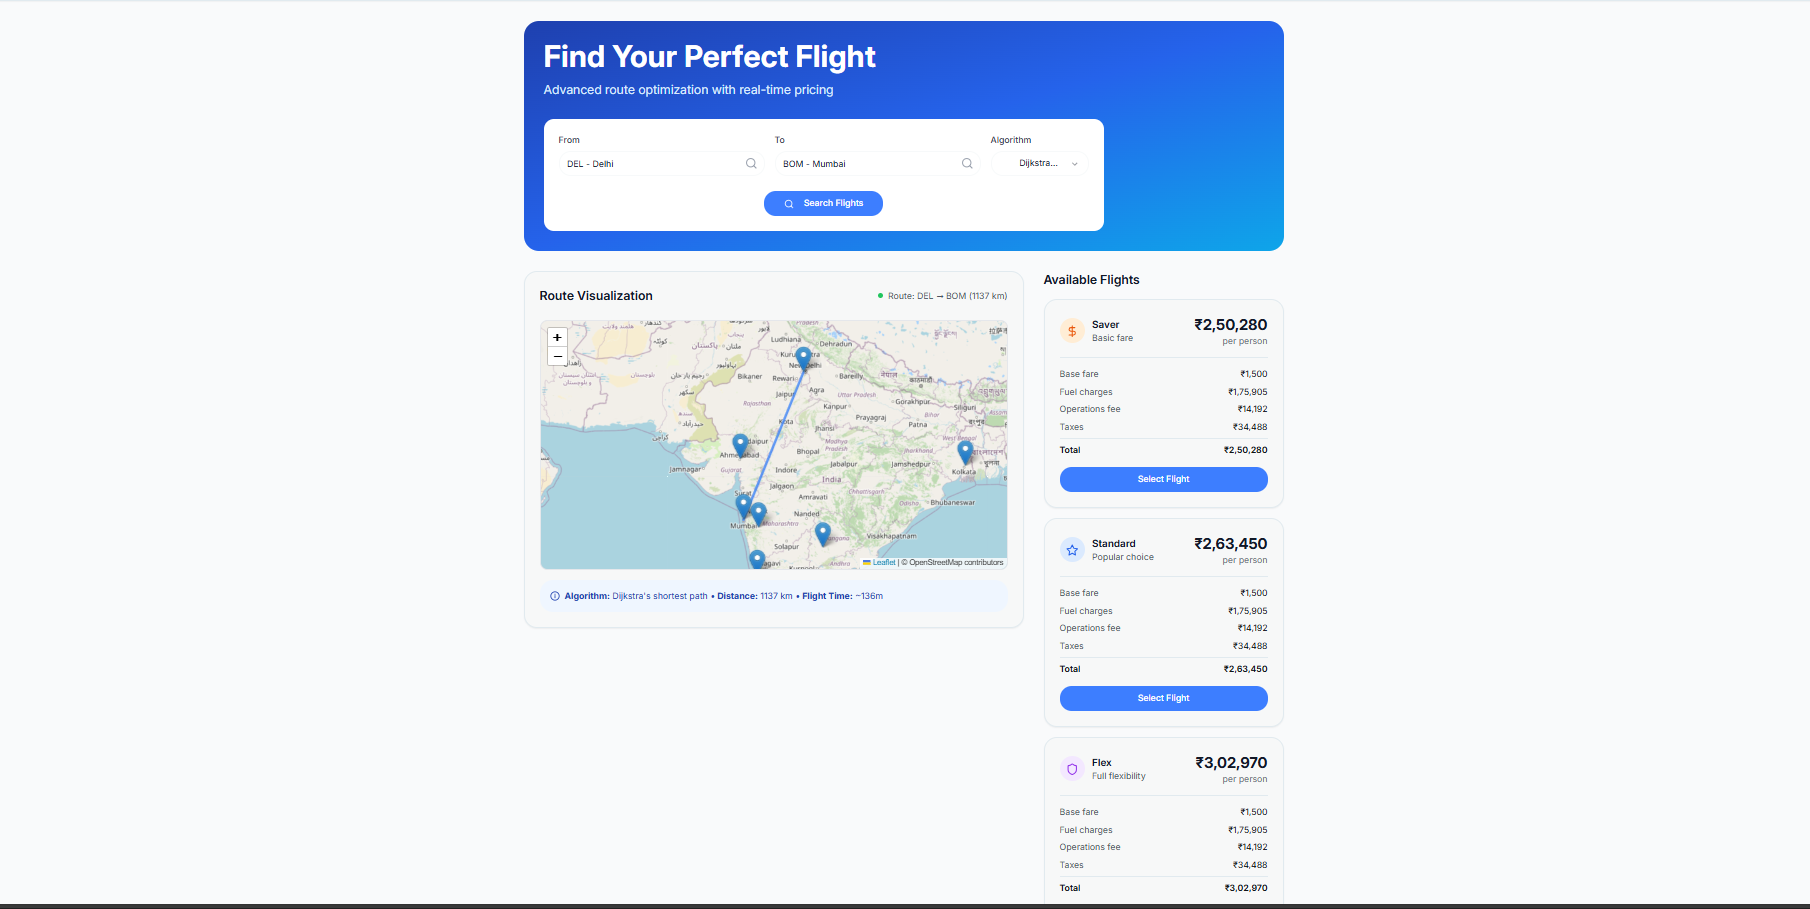 Find Your Perfect Flight
Advanced route optimization with real-time pricing
From
To
Algorithm
DEL - Delhi
BOM - Mumbai
Dijkstra...
Search Flights
Route Visualization
Route: DEL → BOM (1137 km)
+
−
Ludhiana
Dehradun
New Delhi
Bikaner
Rewari
Bareilly
नेपाल
काठमाडौं
Agra
Jaipur
Uttar Pradesh
Rajasthan
Kanpur
Gorakhpur
Siliguri
Bihar
Kota
Jhansi
Prayagraj
Patna
Bhopal
Madhya Pradesh
West Bengal
Jamnagar
Gujarat
Indore
Jabalpur
Jamshedpur
Kolkata
India
Surat
Jalgaon
Chhattisgarh
Amravati
Odisha
Bhubaneswar
Mumbai
Maharashtra
Nanded
Solapur
Visakhapatnam
Leaflet | © OpenStreetMap contributors
Algorithm: Dijkstra's shortest path • Distance: 1137 km • Flight Time: ~136m
Available Flights
Saver
Basic fare
₹2,50,280
per person
Base fare ₹1,500
Fuel charges ₹1,75,905
Operations fee ₹14,192
Taxes ₹34,488
Total ₹2,50,280
Select Flight
Standard
Popular choice
₹2,63,450
per person
Base fare ₹1,500
Fuel charges ₹1,75,905
Operations fee ₹14,192
Taxes ₹34,488
Total ₹2,63,450
Select Flight
Flex
Full flexibility
₹3,02,970
per person
Base fare ₹1,500
Fuel charges ₹1,75,905
Operations fee ₹14,192
Taxes ₹34,488
Total ₹3,02,970